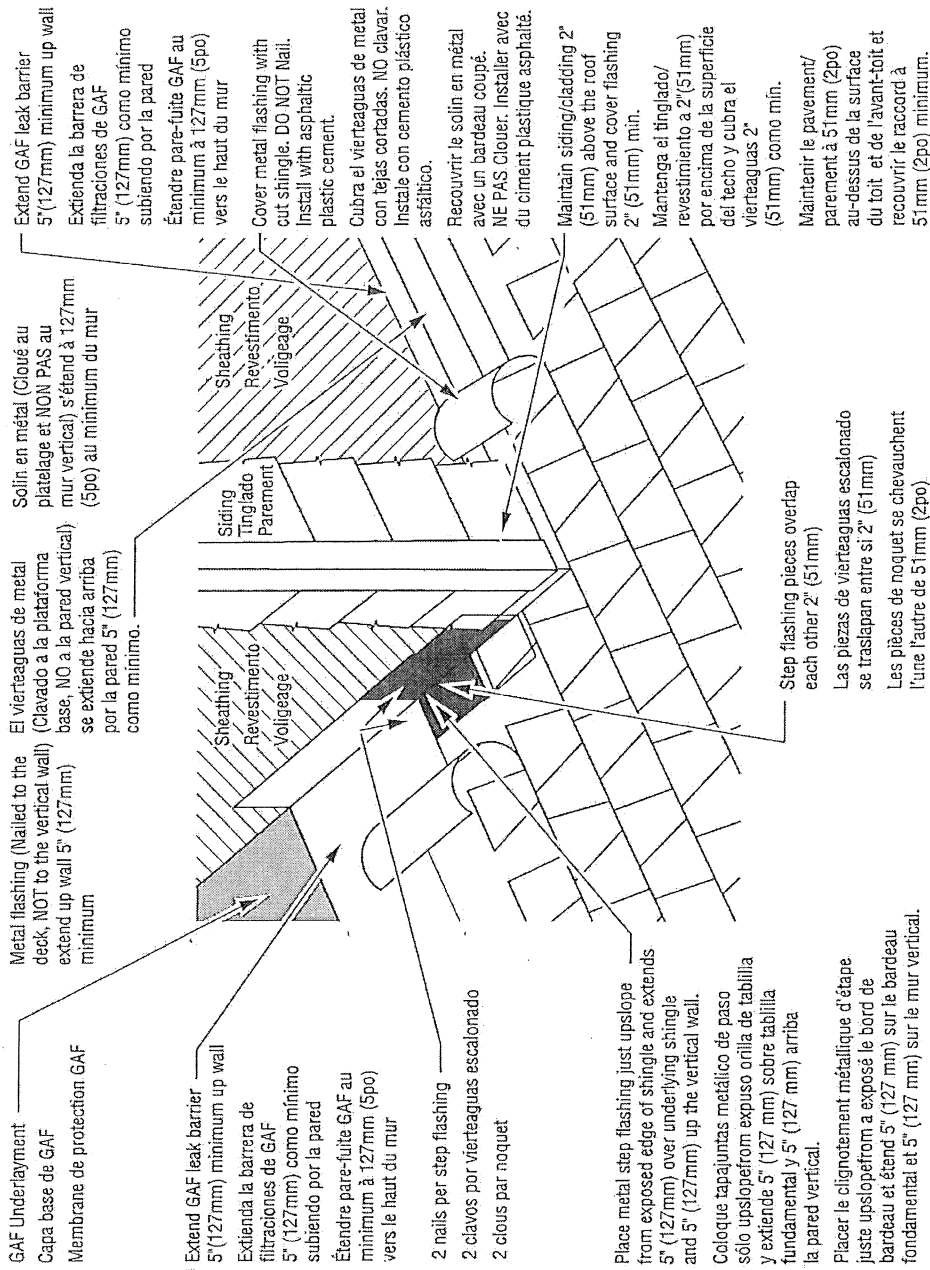 GAF Underlayment
Capa base de GAF
Membrane de protection GAF
Metal flashing (Nailed to the
deck, NOT to the vertical wall)
extend up wall 5" (127mm)
minimum
El vierteaguas de metal
(Clavado a la plataforma
base, NO a la pared vertical)
se extiende hacia arriba
por la pared 5" (127mm)
como mínimo.
Solin en métal (Cloué au
platelage et NON PAS au
mur vertical) s'étend à 127mm
(5po) au minimum du mur
Extend GAF leak barrier
5"(127mm) minimum up wall
Extienda la barrera de
filtraciones de GAF
5" (127mm) como mínimo
subiendo por la pared
Étendre pare-fuite GAF au
minimum à 127mm (5po)
vers le haut du mur
Cover metal flashing with
cut shingle. DO NOT Nail.
Install with asphaltic
plastic cement.
Cubra el vierteaguas de metal
con tejas cortadas. NO clavar.
Instale con cemento plástico
asfáltico.
Recouvrir le solin en métal
avec un bardeau coupé.
NE PAS Clouer. Installer avec
du ciment plastique asphalté.
Maintain siding/cladding 2"
(51mm) above the roof
surface and cover flashing
2" (51mm) min.
Mantenga el tinglado/
revestimiento a 2"(51mm)
por encima de la superficie
del techo y cubra el
vierteaguas 2"
(51mm) como mín.
Maintenir le pavement/
parement à 51mm (2po)
au-dessus de la surface
du toit et de l'avant-toit et
recouvrir le raccord à
51mm (2po) minimum.
Sheathing
Revestimento
Voligeage
Siding
Tinglado
Parement
Sheathing
Revestimento
Voligeage
Extend GAF leak barrier
5"(127mm) minimum up wall
Extienda la barrera de
filtraciones de GAF
5" (127mm) como mínimo
subiendo por la pared
Étendre pare-fuite GAF au
minimum à 127mm (5po)
vers le haut du mur
2 nails per step flashing
2 clavos por vierteaguas escalonado
2 clous par noquet
Place metal step flashing just upslope
from exposed edge of shingle and extends
5" (127mm) over underlying shingle
and 5" (127mm) up the vertical wall.
Coloque tapajuntas metálico de paso
sólo upslopefrom expuso orilla de tablilla
y extiende 5" (127 mm) sobre tablilla
fundamental y 5" (127 mm) arriba
la pared vertical.
Placer le clignotement métallique d'étape
juste upslopefrom a exposé le bord de
bardeau et étend 5" (127 mm) sur le bardeau
fondamental et 5" (127 mm) sur le mur vertical.
Step flashing pieces overlap
each other 2" (51mm)
Las piezas de vierteaguas escalonado
se traslapan entre si 2" (51mm)
Les pièces de noquet se chevauchent
l'une l'autre de 51mm (2po).